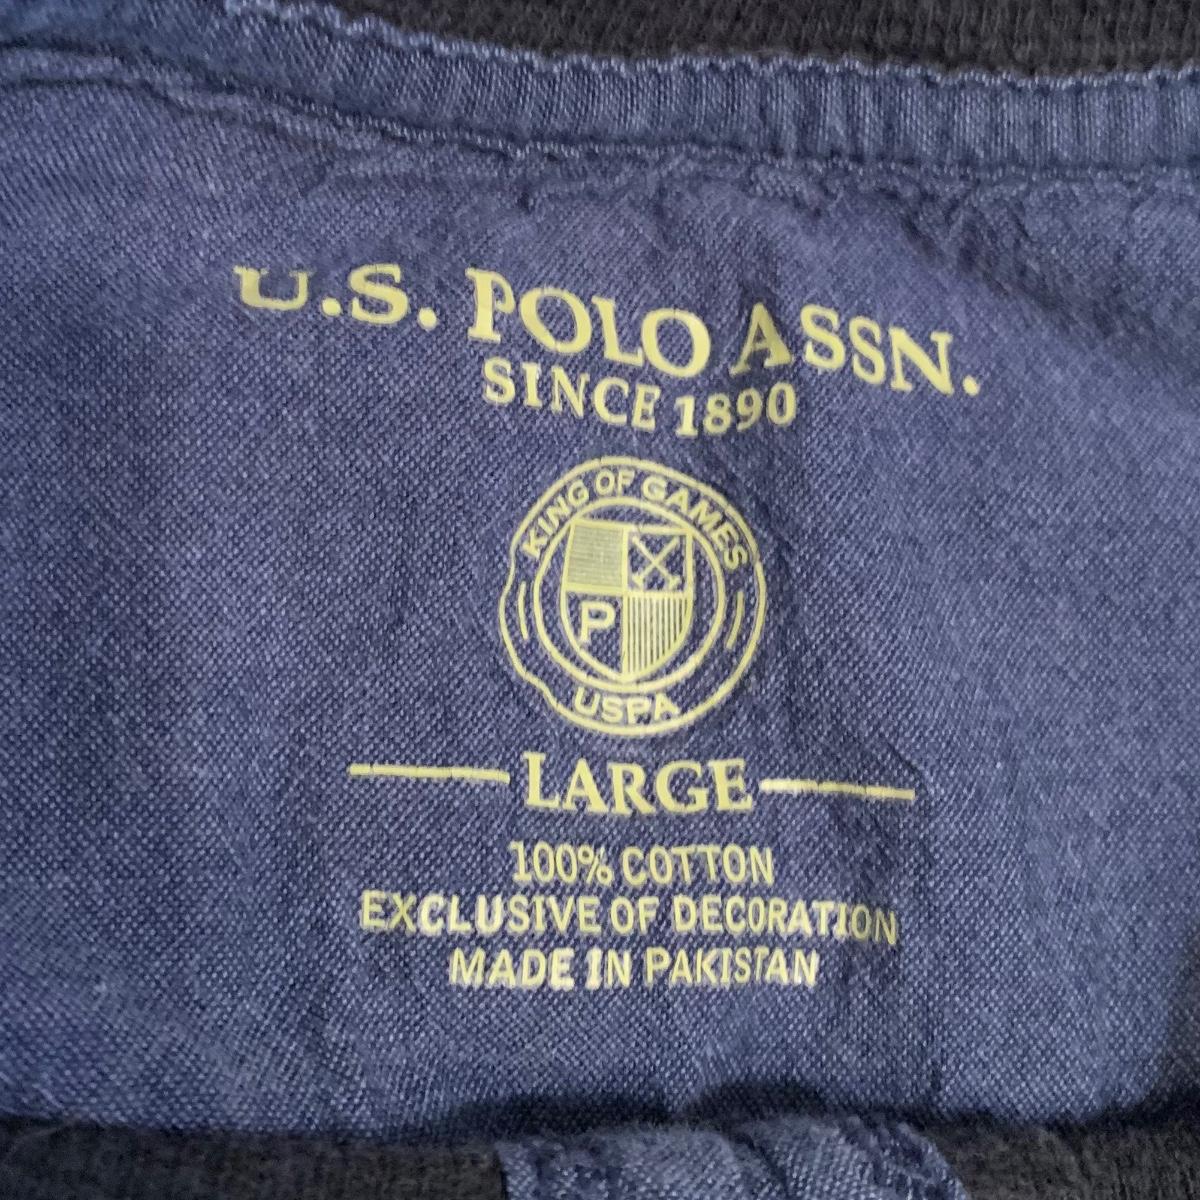 U.S. POLO ASSN.
SINCE 1890
KING OF GAMES
P
USPA
LARGE
100% COTTON
EXCLUSIVE OF DECORATION
MADE IN PAKISTAN